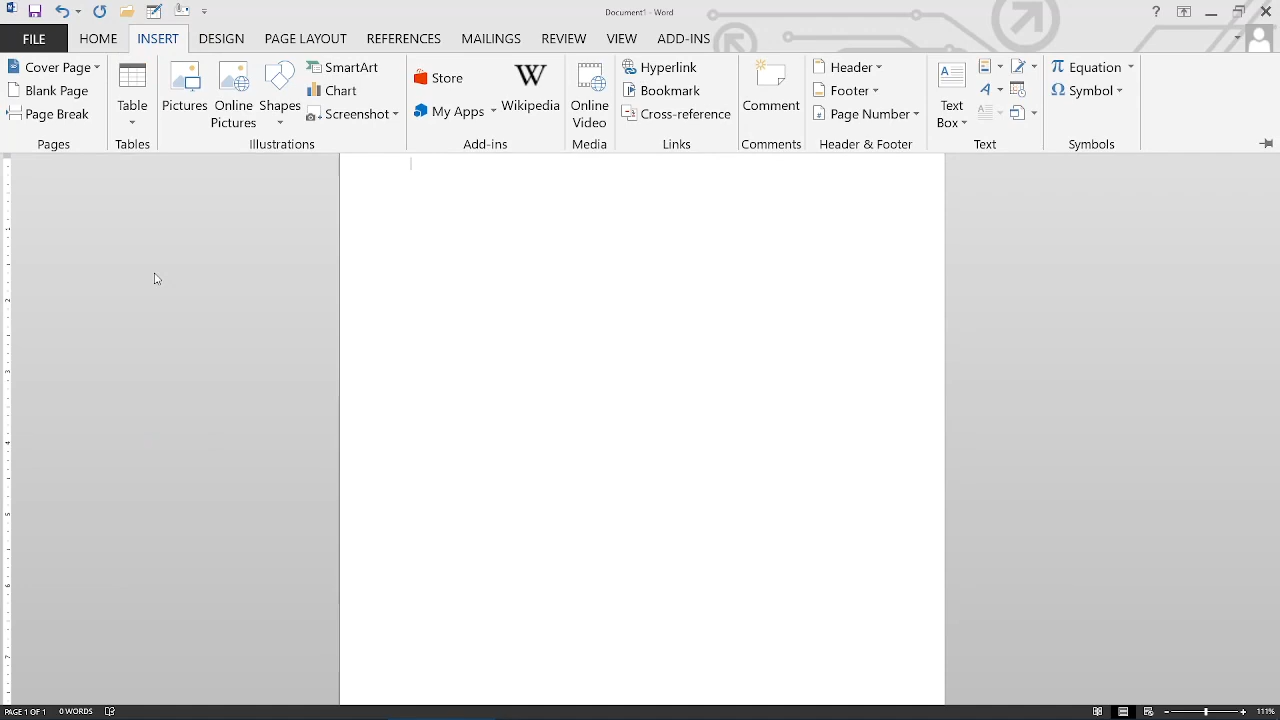 Document1 - Word
?
FILE HOME INSERT DESIGN PAGE LAYOUT REFERENCES MAILINGS REVIEW VIEW ADD-INS
Cover Page
Blank Page
Page Break
Pages
Table
Tables
Pictures
Online
Pictures
Shapes
SmartArt
Chart
Screenshot
Illustrations
Store
My Apps
W
Wikipedia
Add-ins
Online
Video
Media
Hyperlink
Bookmark
Cross-reference
Links
Comment
Comments
Header
Footer
Page Number
Header & Footer
Text
Box
Text
π Equation
Ω Symbol
Symbols
PAGE 1 OF 1 0 WORDS
111%